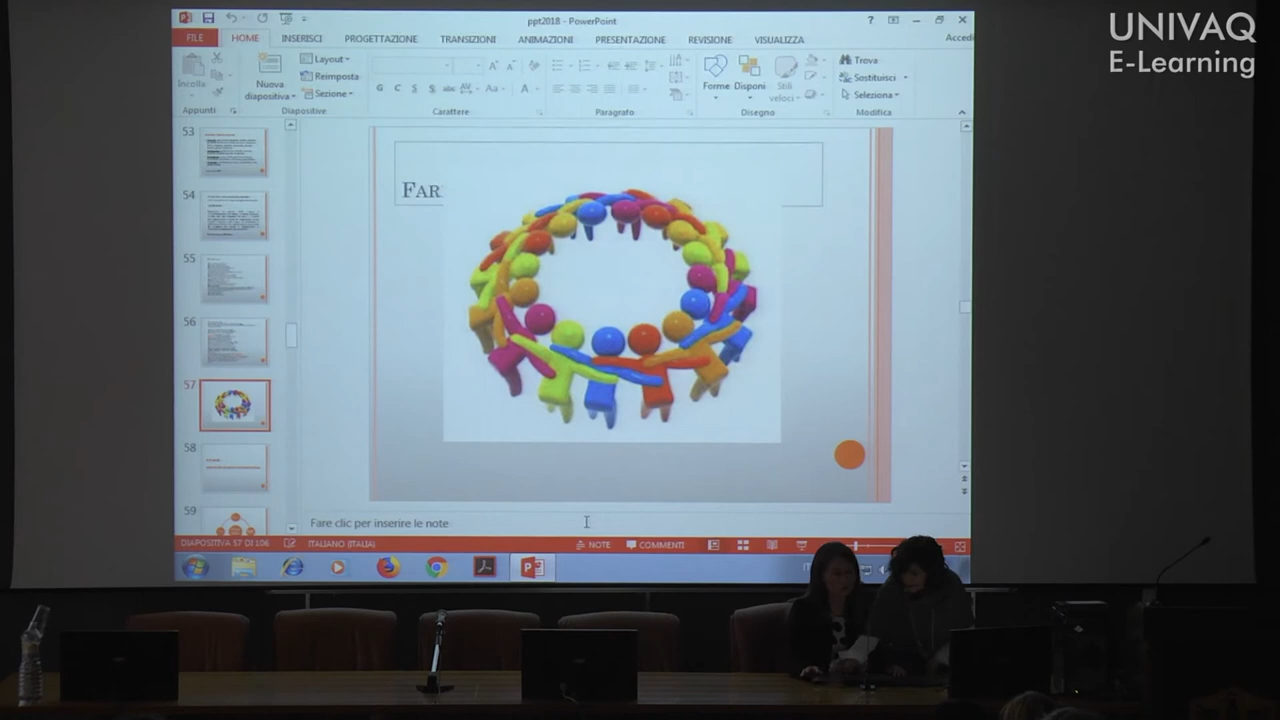 UNIVAQ
E-Learning
ppt2018 - PowerPoint
FILE HOME INSERISCI PROGETTAZIONE TRANSIZIONI ANIMAZIONI PRESENTAZIONE REVISIONE VISUALIZZA Accedi
Incolla
Nuova
diapositiva
Layout
Reimposta
Sezione
Forme Disponi Stili
veloci
Trova
Sostituisci
Seleziona
Appunti Diapositive Carattere Paragrafo Disegno Modifica
53
54
55
56
57
58
59
FAR
Fare clic per inserire le note
DIAPOSITIVA 57 DI 106 ITALIANO (ITALIA) NOTE COMMENTI